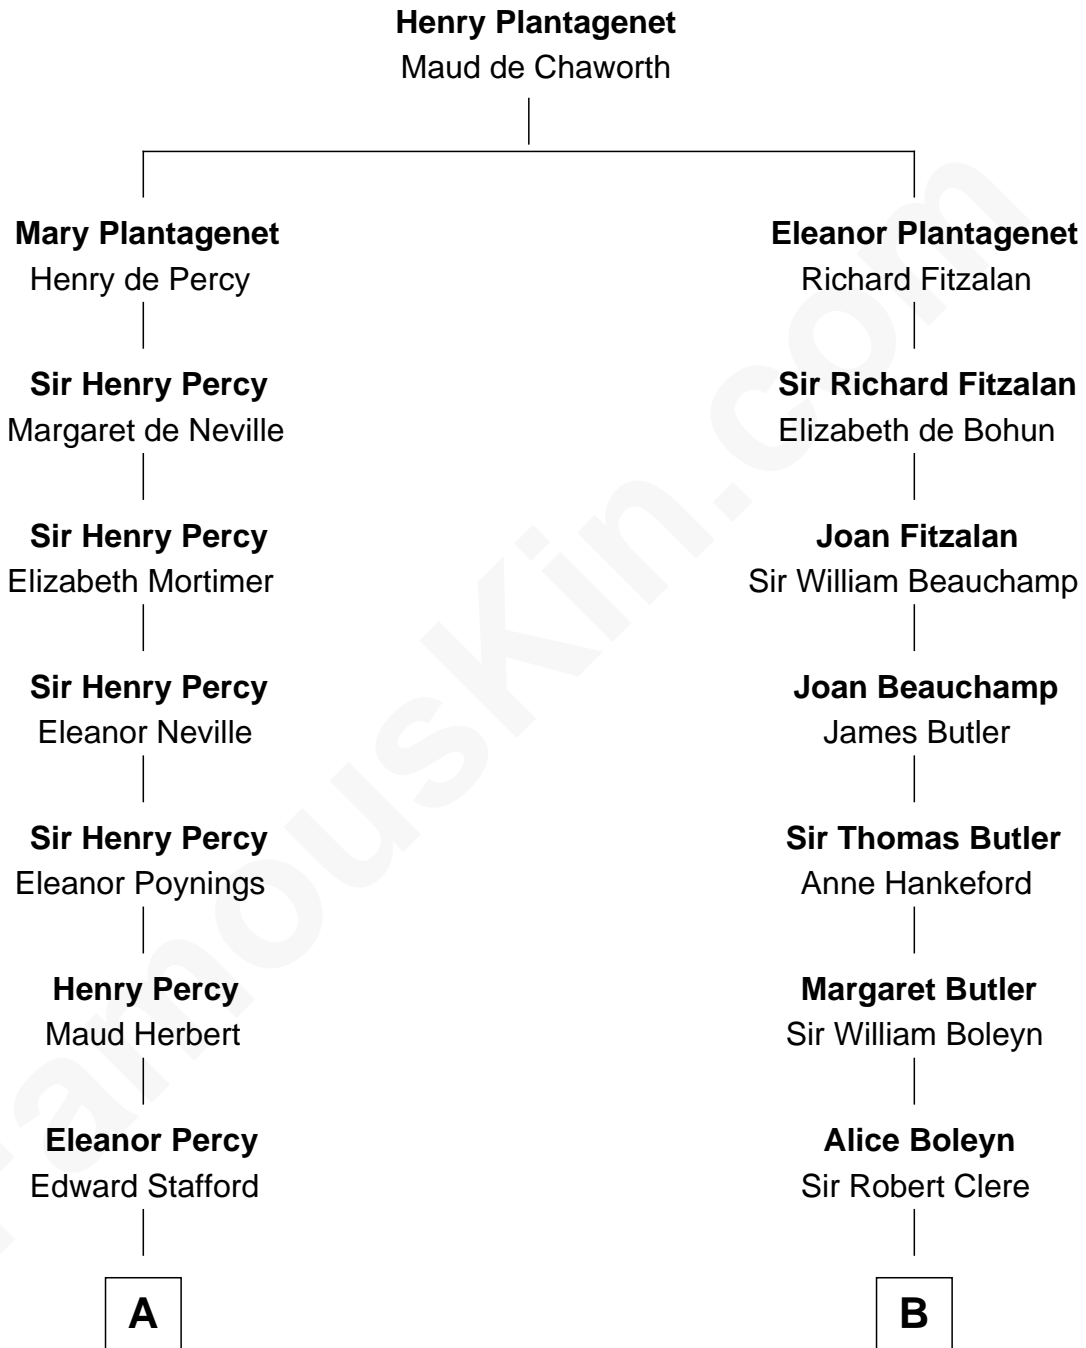 Henry Plantagenet
Maud de Chaworth
Mary Plantagenet
Henry de Percy
Eleanor Plantagenet
Richard Fitzalan
Sir Henry Percy
Margaret de Neville
Sir Richard Fitzalan
Elizabeth de Bohun
Sir Henry Percy
Elizabeth Mortimer
Joan Fitzalan
Sir William Beauchamp
Sir Henry Percy
Eleanor Neville
Joan Beauchamp
James Butler
Sir Henry Percy
Eleanor Poynings
Sir Thomas Butler
Anne Hankeford
Henry Percy
Maud Herbert
Margaret Butler
Sir William Boleyn
Eleanor Percy
Edward Stafford
Alice Boleyn
Sir Robert Clere
A
B
FamousKin.com